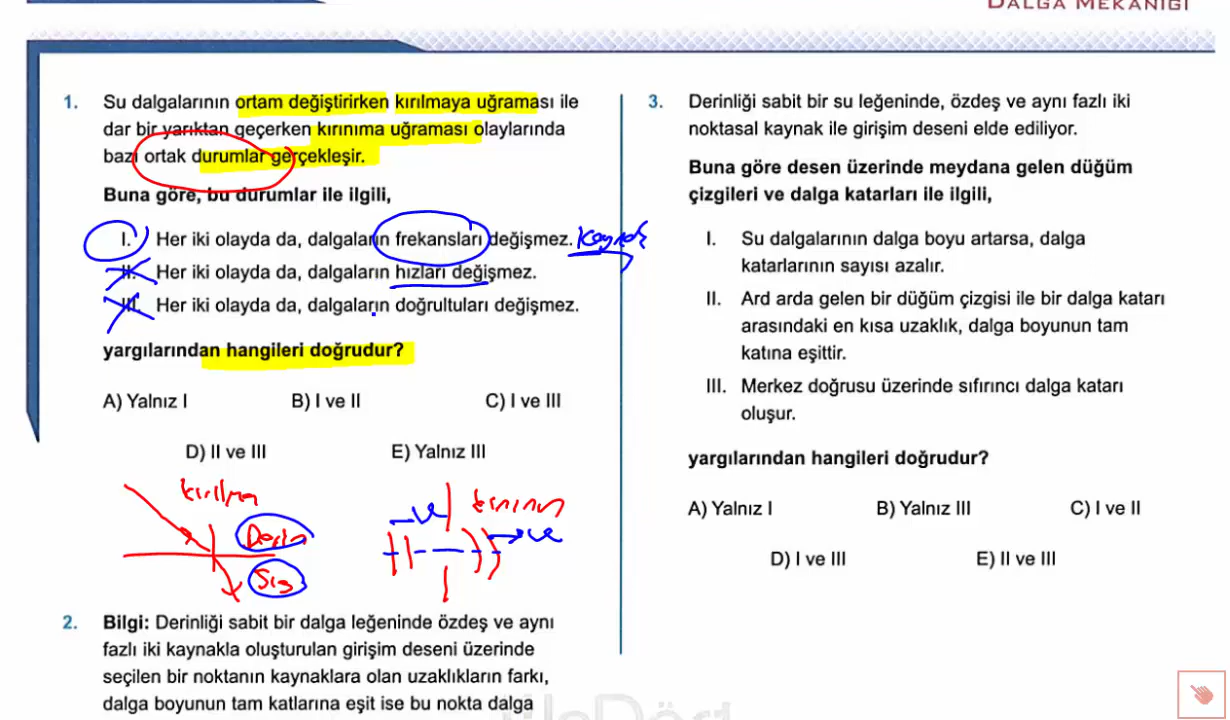 DALGA MEKANİĞİ
1. Su dalgalarının ortam değiştirirken kırılmaya uğraması ile
dar bir yarıktan geçerken kırınıma uğraması olaylarında
bazı ortak durumlar gerçekleşir.
Buna göre, bu durumlar ile ilgili,
I. Her iki olayda da, dalgaların frekansları değişmez. kaynak
II. Her iki olayda da, dalgaların hızları değişmez.
III. Her iki olayda da, dalgaların doğrultuları değişmez.
yargılarından hangileri doğrudur?
A) Yalnız I B) I ve II C) I ve III
D) II ve III E) Yalnız III
kırılma
Derin
Sığ
kırınım
2. Bilgi: Derinliği sabit bir dalga leğeninde özdeş ve aynı
fazlı iki kaynakla oluşturulan girişim deseni üzerinde
seçilen bir noktanın kaynaklara olan uzaklıkların farkı,
dalga boyunun tam katlarına eşit ise bu nokta dalga
3. Derinliği sabit bir su leğeninde, özdeş ve aynı fazlı iki
noktasal kaynak ile girişim deseni elde ediliyor.
Buna göre desen üzerinde meydana gelen düğüm
çizgileri ve dalga katarları ile ilgili,
I. Su dalgalarının dalga boyu artarsa, dalga
katarlarının sayısı azalır.
II. Ard arda gelen bir düğüm çizgisi ile bir dalga katarı
arasındaki en kısa uzaklık, dalga boyunun tam
katına eşittir.
III. Merkez doğrusu üzerinde sıfırıncı dalga katarı
oluşur.
yargılarından hangileri doğrudur?
A) Yalnız I B) Yalnız III C) I ve II
D) I ve III E) II ve III